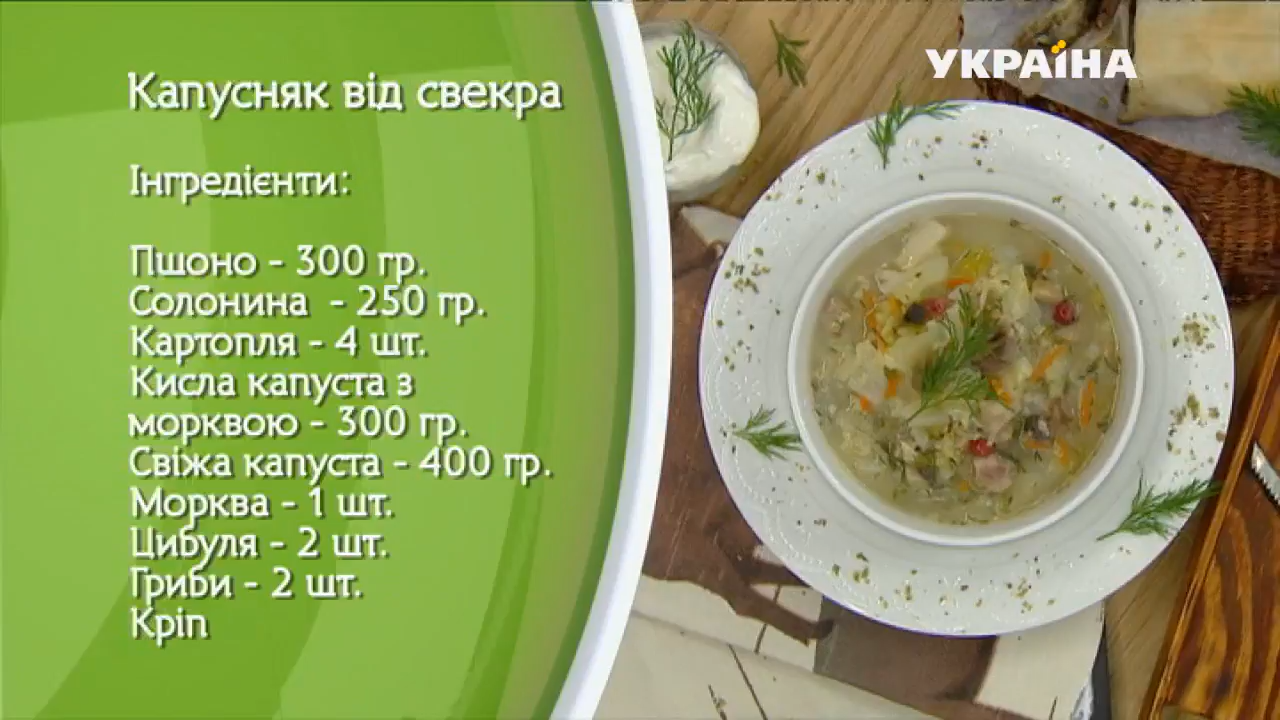 Капусняк від свекра
УКРАЇНА
Інгредієнти:
Пшоно - 300 гр.
Солонина - 250 гр.
Картопля - 4 шт.
Кисла капуста з
морквою - 300 гр.
Свіжа капуста - 400 гр.
Морква - 1 шт.
Цибуля - 2 шт.
Гриби - 2 шт.
Кріп